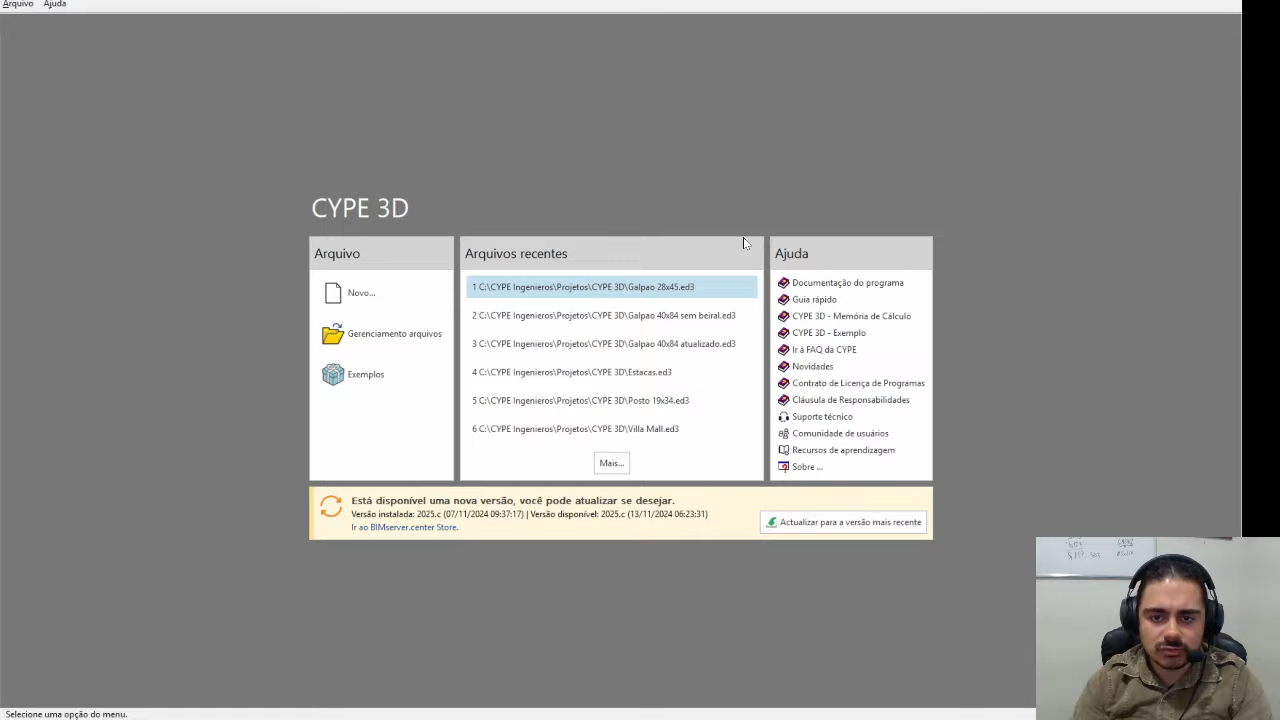 Arquivo Ajuda
CYPE 3D
Arquivo
Novo...
Gerenciamento arquivos
Exemplos
Arquivos recentes
1 C:\CYPE Ingenieros\Projetos\CYPE 3D\Galpao 28x45.ed3
2 C:\CYPE Ingenieros\Projetos\CYPE 3D\Galpao 40x84 sem beiral.ed3
3 C:\CYPE Ingenieros\Projetos\CYPE 3D\Galpao 40x84 atualizado.ed3
4 C:\CYPE Ingenieros\Projetos\CYPE 3D\Estacas.ed3
5 C:\CYPE Ingenieros\Projetos\CYPE 3D\Posto 19x34.ed3
6 C:\CYPE Ingenieros\Projetos\CYPE 3D\Villa Mall.ed3
Mais...
Ajuda
Documentação do programa
Guia rápido
CYPE 3D - Memória de Cálculo
CYPE 3D - Exemplo
Ir à FAQ da CYPE
Novidades
Contrato de Licença de Programas
Cláusula de Responsabilidades
Suporte técnico
Comunidade de usuários
Recursos de aprendizagem
Sobre ...
Está disponível uma nova versão, você pode atualizar se desejar.
Versão instalada: 2025.c (07/11/2024 09:37:17) | Versão disponível: 2025.c (13/11/2024 06:23:31)
Ir ao BIMserver.center Store.
Actualizar para a versão mais recente
Selecione uma opção do menu.